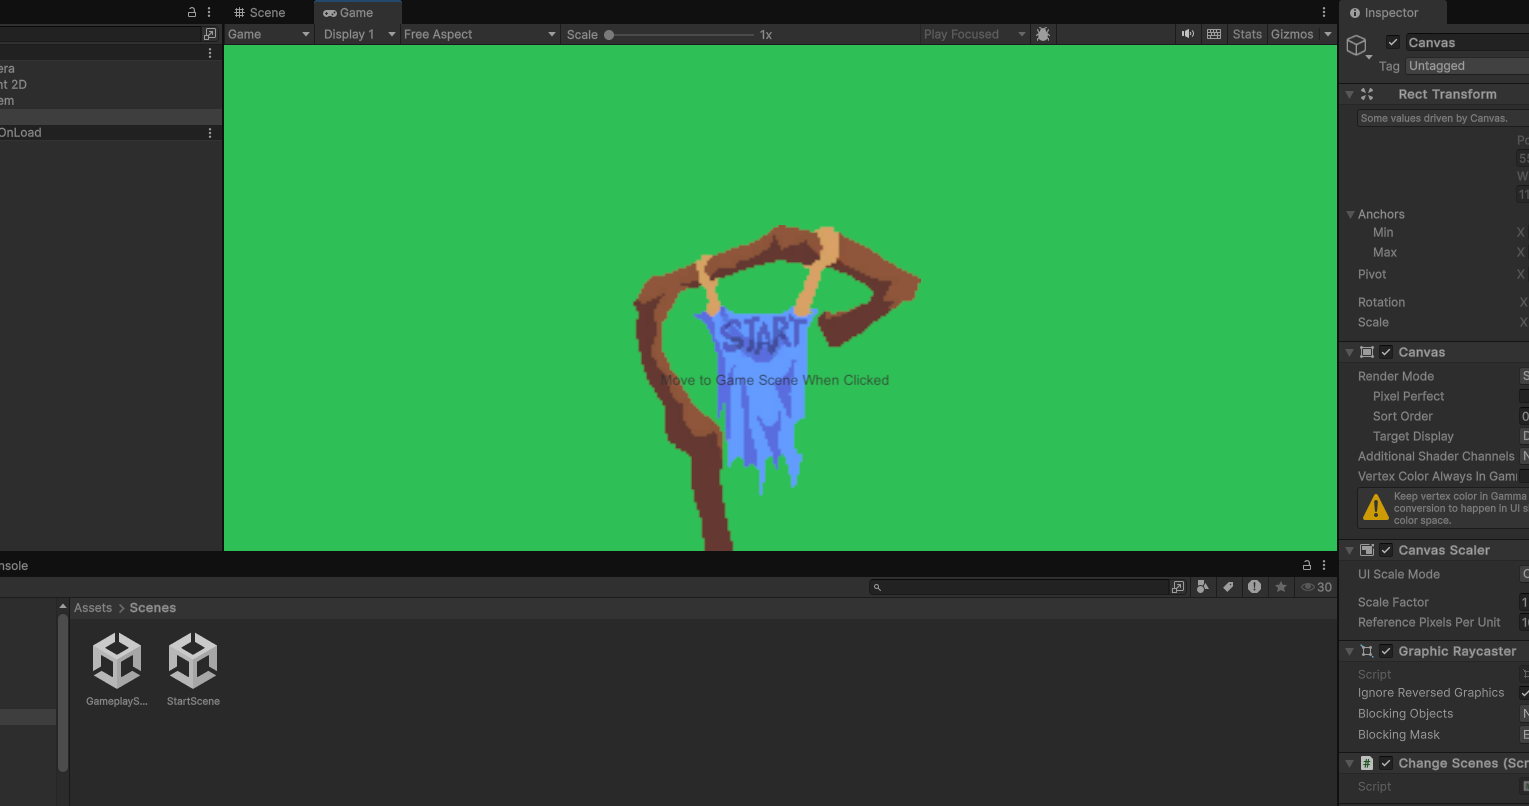 Scene
Game
Inspector
Game
Display 1
Free Aspect
Scale
1x
Play Focused
Stats
Gizmos
Canvas
Tag
Untagged
era
nt 2D
em
OnLoad
Rect Transform
Some values driven by Canvas.
Po
W
11
Anchors
Min
X
Max
X
Pivot
X
Rotation
X
Scale
X
START
Move to Game Scene When Clicked
Canvas
Render Mode
S
Pixel Perfect
Sort Order
0
Target Display
D
Additional Shader Channels
N
Vertex Color Always In Gam
Keep vertex color in Gamma
conversion to happen in UI s
color space.
Canvas Scaler
UI Scale Mode
C
Scale Factor
1
Reference Pixels Per Unit
Graphic Raycaster
Script
Ignore Reversed Graphics
Blocking Objects
N
Blocking Mask
E
Change Scenes (Scr
Script
nsole
30
Assets > Scenes
GameplayS...
StartScene